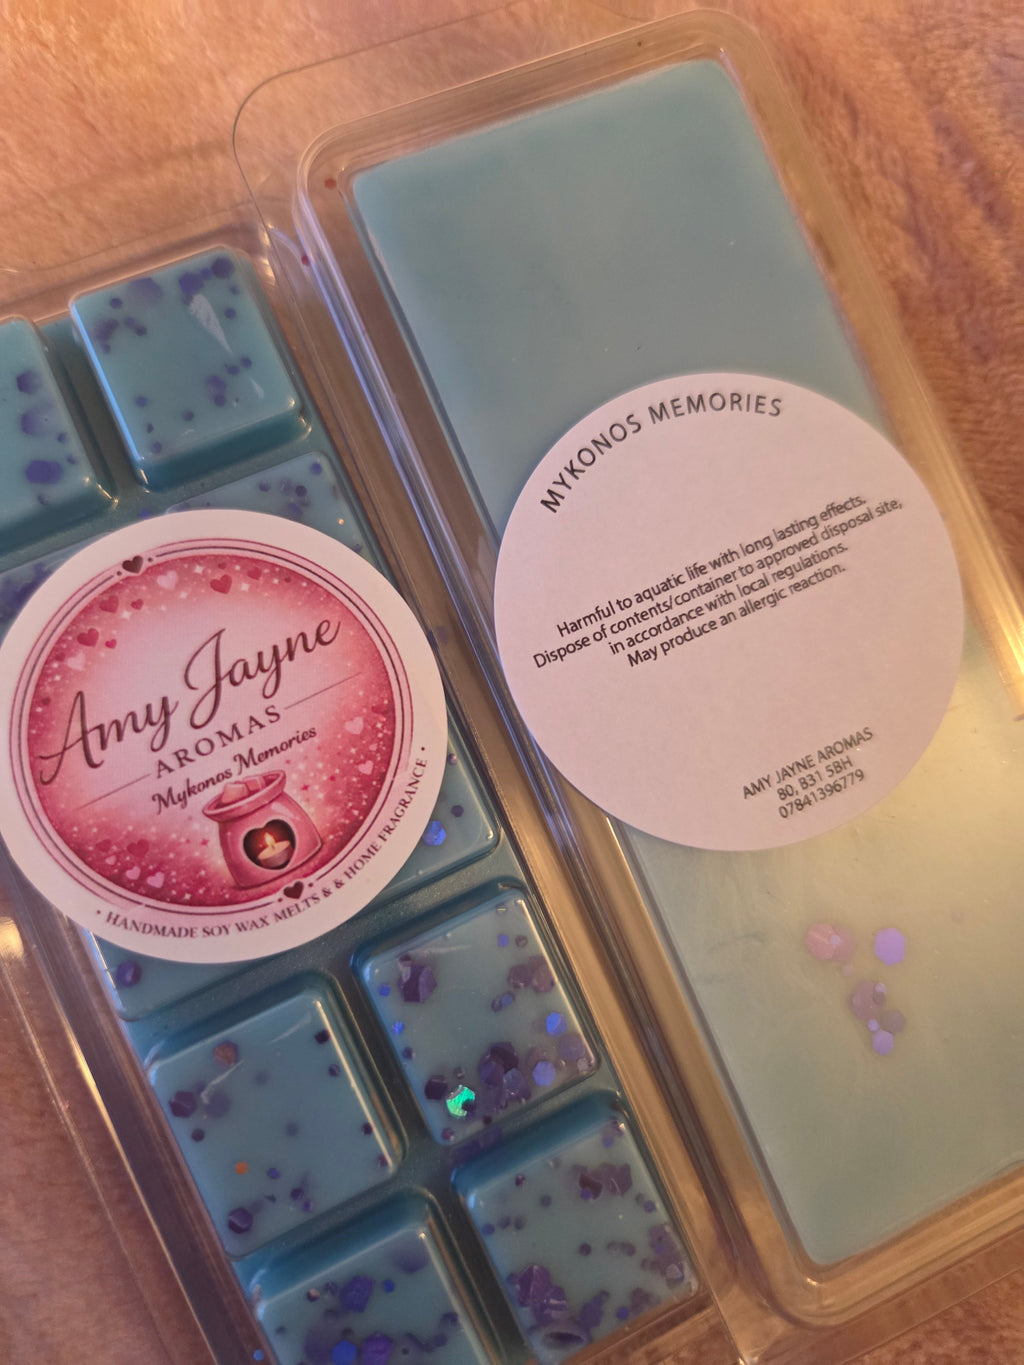 Amy Jayne
AROMAS
Mykonos Memories
• HANDMADE SOY WAX MELTS & & HOME FRAGRANCE •
MYKONOS MEMORIES
Harmful to aquatic life with long lasting effects.
Dispose of contents/container to approved disposal site,
in accordance with local regulations.
May produce an allergic reaction.
AMY JAYNE AROMAS
80, B31 5BH
07841396779